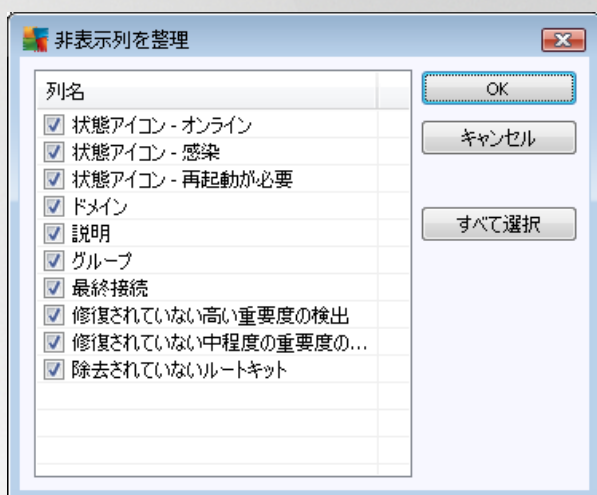 非表示列を整理
列名
状態アイコン - オンライン
状態アイコン - 感染
状態アイコン - 再起動が必要
ドメイン
説明
グループ
最終接続
修復されていない高い重要度の検出
修復されていない中程度の重要度の...
除去されていないルートキット
OK
キャンセル
すべて選択